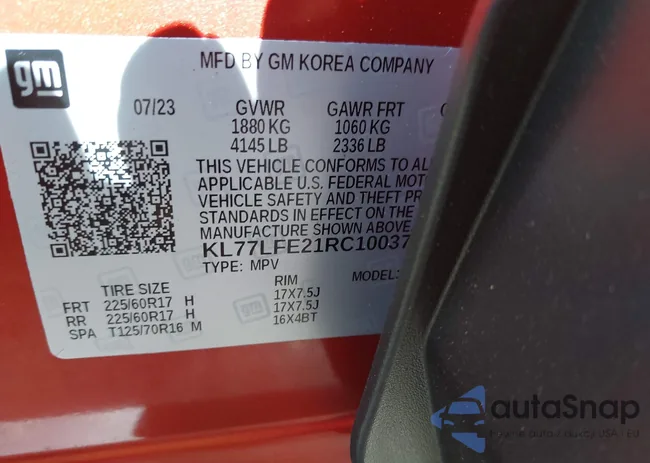 gm
MFD BY GM KOREA COMPANY
07/23 GVWR GAWR FRT
1880 KG 1060 KG
4145 LB 2336 LB
THIS VEHICLE CONFORMS TO AL
APPLICABLE U.S. FEDERAL MOT
VEHICLE SAFETY AND THEFT
STANDARDS IN EFFECT ON THE
MANUFACTURE SHOWN ABOVE
KL77LFE21RC10037
TYPE: MPV MODEL:
TIRE SIZE RIM
FRT 225/60R17 H 17X7.5J
RR 225/60R17 H 17X7.5J
SPA T125/70R16 M 16X4BT
autoSnap